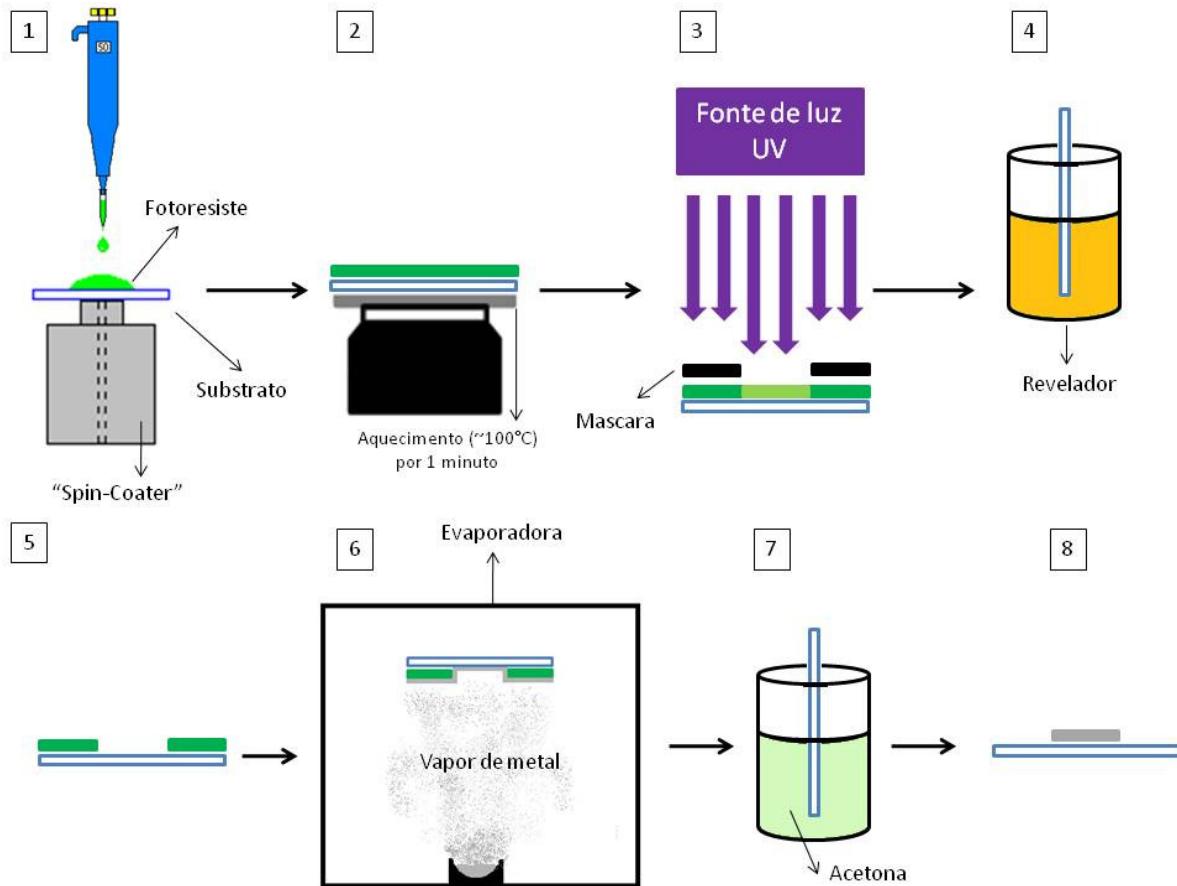 1
2
3
4
50
Fonte de luz
UV
Fotoresiste
Substrato
Mascara
Revelador
Aquecimento (~100°C)
por 1 minuto
“Spin-Coater”
5
6
7
8
Evaporadora
Vapor de metal
Acetona